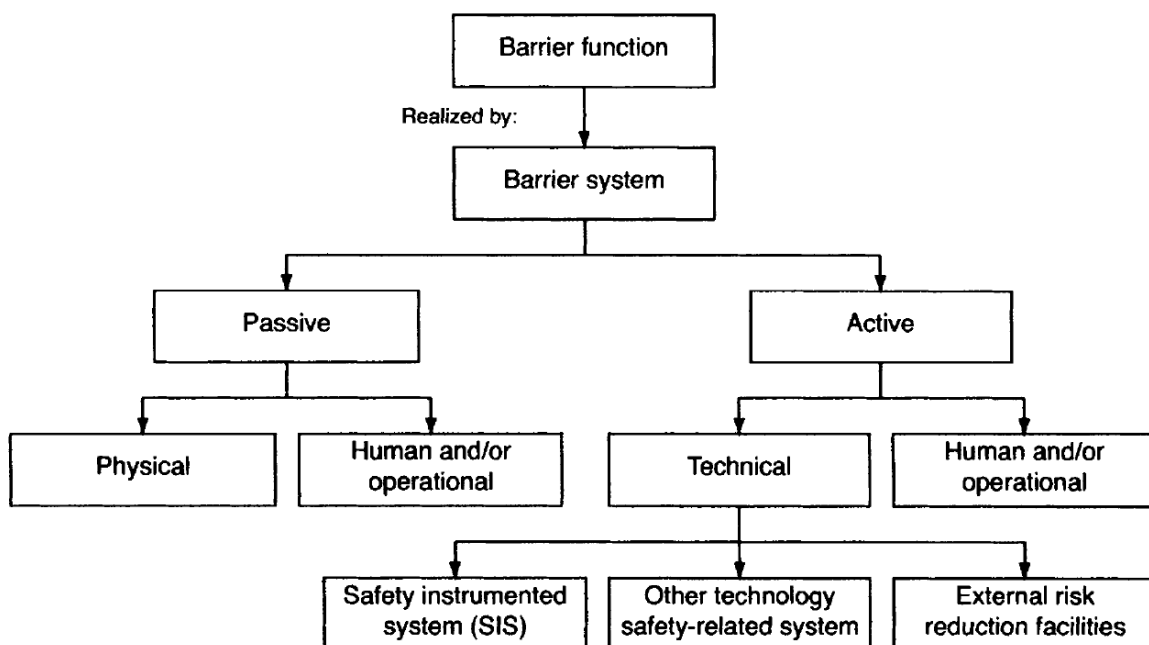 Barrier function
Realized by:
Barrier system
Passive
Active
Physical
Human and/or
operational
Technical
Human and/or
operational
Safety instrumented
system (SIS)
Other technology
safety-related system
External risk
reduction facilities